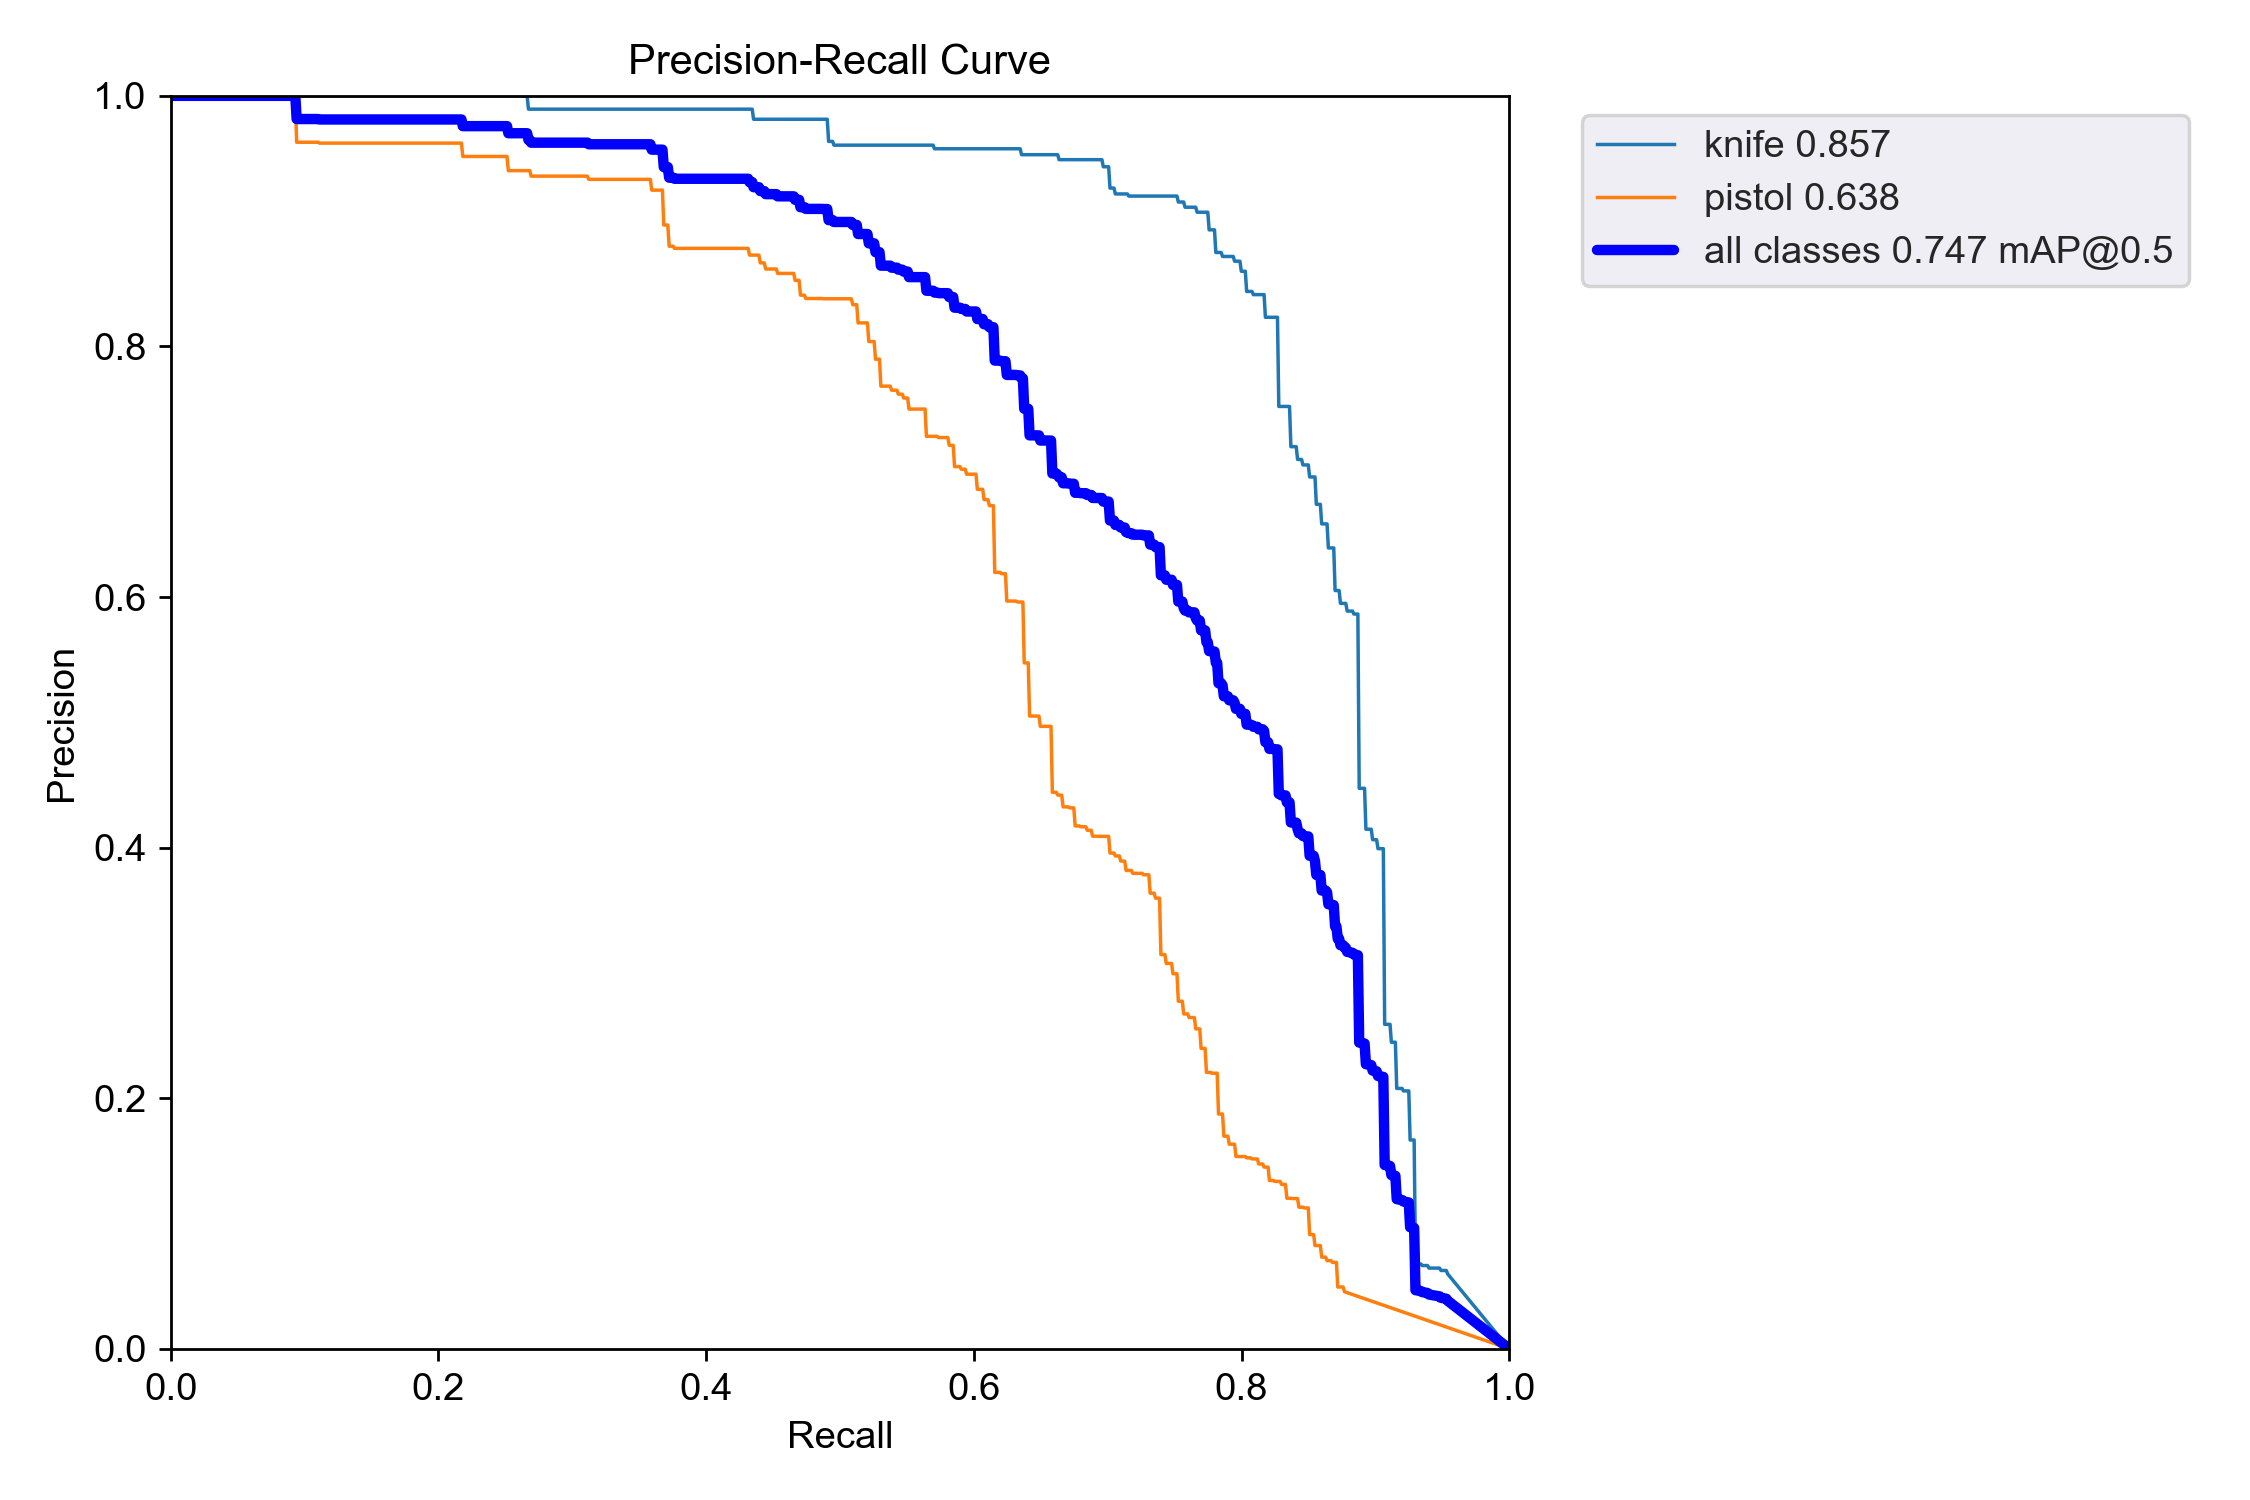 Precision-Recall Curve
1.0
0.8
0.6
0.4
0.2
0.0
Precision
0.0 0.2 0.4 0.6 0.8 1.0
Recall
knife 0.857
pistol 0.638
all classes 0.747 mAP@0.5